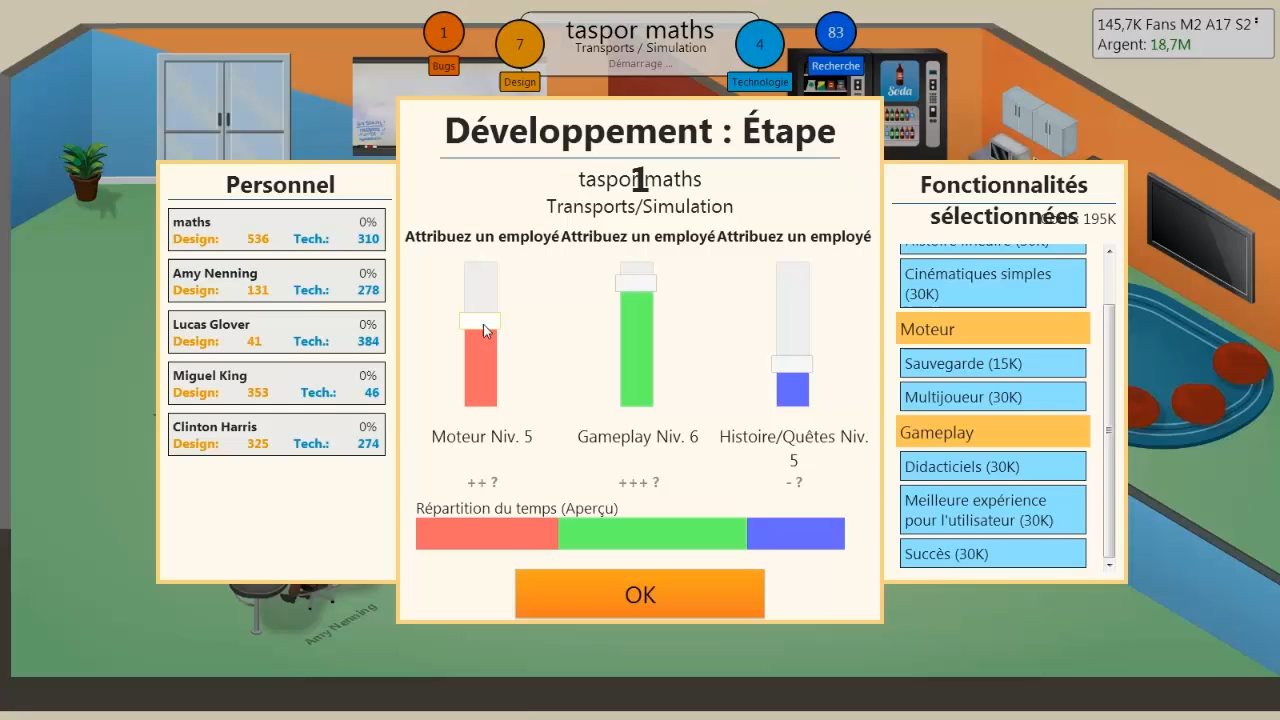 1
Bugs
7
Design
taspor maths
Transports / Simulation
Démarrage ...
4
Technologie
83
Recherche
145,7K Fans M2 A17 S2
Argent: 18,7M
Soda
Personnel
maths 0%
Design: 536 Tech.: 310
Amy Nenning 0%
Design: 131 Tech.: 278
Lucas Glover 0%
Design: 41 Tech.: 384
Miguel King 0%
Design: 353 Tech.: 46
Clinton Harris 0%
Design: 325 Tech.: 274
Développement : Étape
1
taspor maths
Transports/Simulation
Attribuez un employé Attribuez un employé Attribuez un employé
Moteur Niv. 5
Gameplay Niv. 6
Histoire/Quêtes Niv.
5
++ ?
+++ ?
- ?
Répartition du temps (Aperçu)
OK
Fonctionnalités
sélectionnées
195K
Histoire linéaire (30K)
Cinématiques simples
(30K)
Moteur
Sauvegarde (15K)
Multijoueur (30K)
Gameplay
Didacticiels (30K)
Meilleure expérience
pour l'utilisateur (30K)
Succès (30K)
Amy Nenning